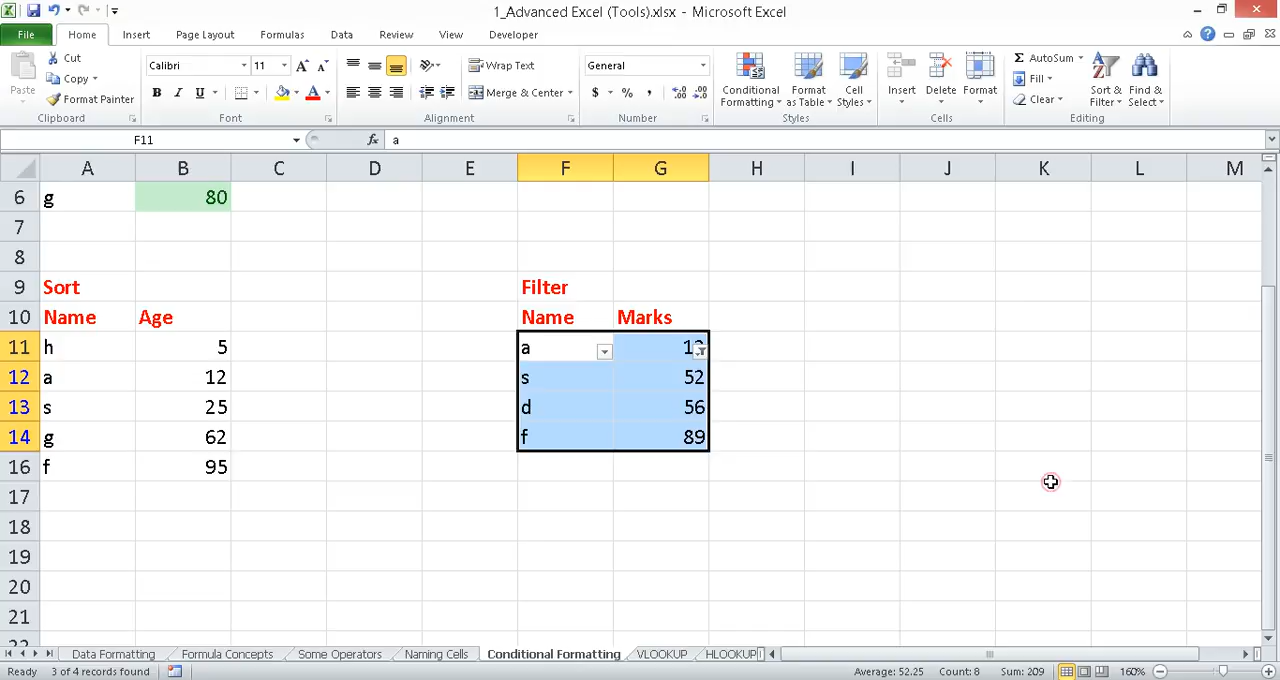 1_Advanced Excel (Tools).xlsx - Microsoft Excel
File Home Insert Page Layout Formulas Data Review View Developer
Paste Cut Copy Format Painter Clipboard
Calibri 11 B I U Font
Wrap Text Merge & Center Alignment
General $ % , Number
Conditional Formatting Format as Table Cell Styles Styles
Insert Delete Format Cells
AutoSum Fill Clear Sort & Filter Find & Select Editing
F11 fx a
A B C D E F G H I J K L M
6 g 80
7
8
9 Sort Filter
10 Name Age Name Marks
11 h 5 a
12 a 12 s 52
13 s 25 d 56
14 g 62 f 89
16 f 95
17
18
19
20
21
Data Formatting Formula Concepts Some Operators Naming Cells Conditional Formatting VLOOKUP HLOOKUP
Ready 3 of 4 records found Average: 52.25 Count: 8 Sum: 209 160%